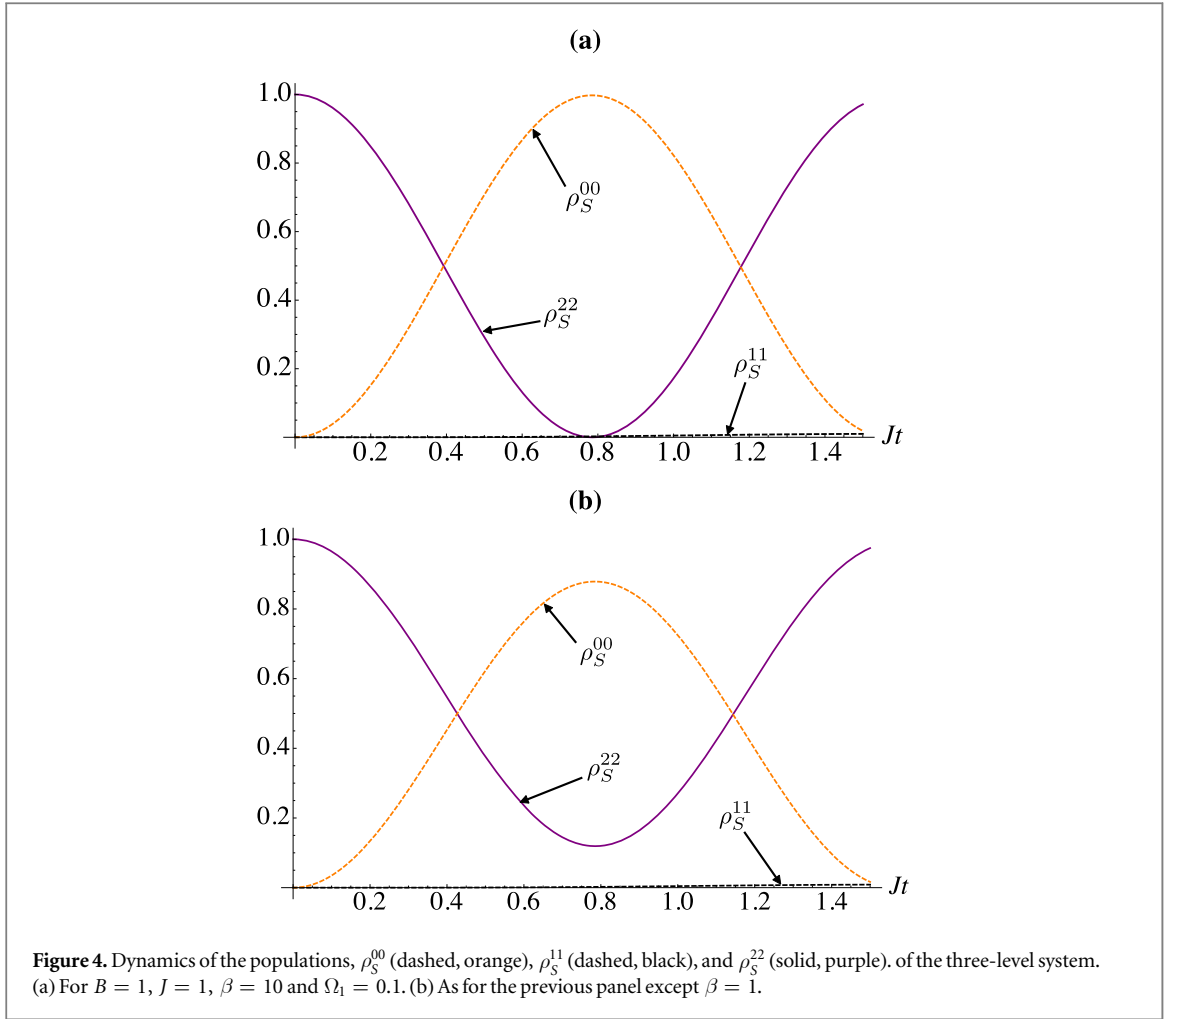 (a)
1.0
0.8
0.6
0.4
0.2
0.2 0.4 0.6 0.8 1.0 1.2 1.4 Jt
ρ_S^00
ρ_S^22
ρ_S^11
(b)
1.0
0.8
0.6
0.4
0.2
0.2 0.4 0.6 0.8 1.0 1.2 1.4 Jt
ρ_S^00
ρ_S^22
ρ_S^11
Figure 4. Dynamics of the populations, ρ_S^00 (dashed, orange), ρ_S^11 (dashed, black), and ρ_S^22 (solid, purple). of the three-level system.
(a) For B = 1, J = 1, β = 10 and Ω_1 = 0.1. (b) As for the previous panel except β = 1.